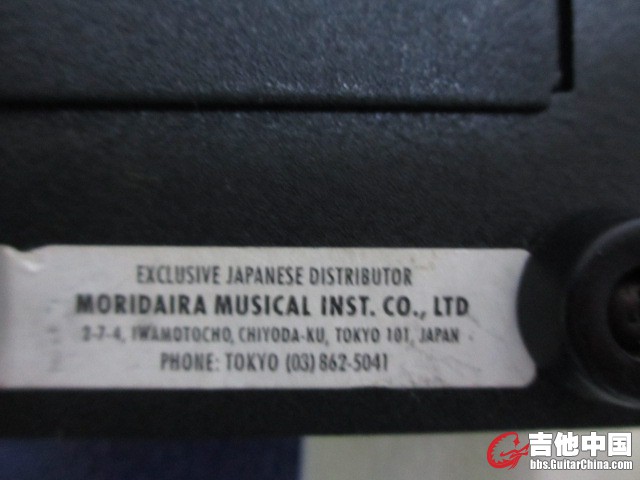 EXCLUSIVE JAPANESE DISTRIBUTOR
MORIDAIRA MUSICAL INST. CO., LTD
2-7-4, IWAMOTOCHO, CHIYODA-KU, TOKYO 101, JAPAN
PHONE: TOKYO (03) 862-5041
吉他中国
bbs.GuitarChina.com